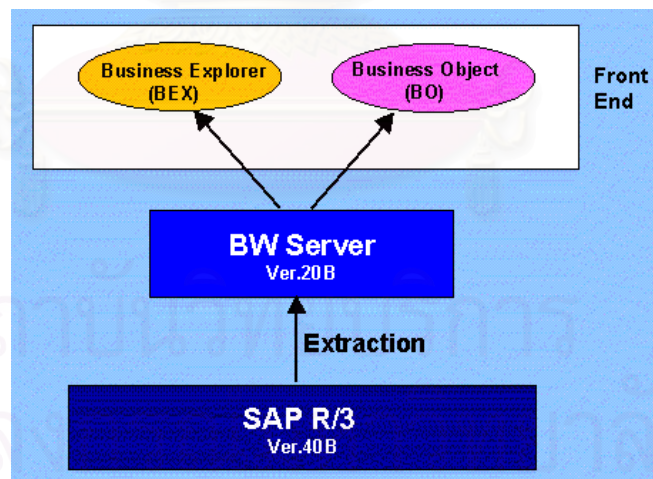 Business Explorer
(BEX)
Business Object
(BO)
Front
End
BW Server
Ver.20B
Extraction
SAP R/3
Ver.40B